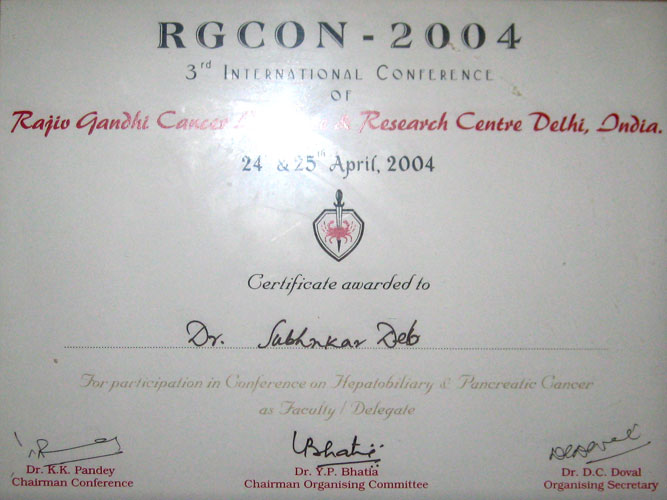 RGCON - 2004
3rd INTERNATIONAL CONFERENCE
OF
Rajiv Gandhi Cancer & Research Centre Delhi, India.
24 & 25th April, 2004
Certificate awarded to
Dr. Subhnkar Deb
For participation in Conference on Hepatobiliary & Pancreatic Cancer
as Faculty / Delegate
Bhatia
Dr. K.K. Pandey
Chairman Conference
Dr. Y.P. Bhatia
Chairman Organising Committee
Dr. D.C. Doval
Organising Secretary